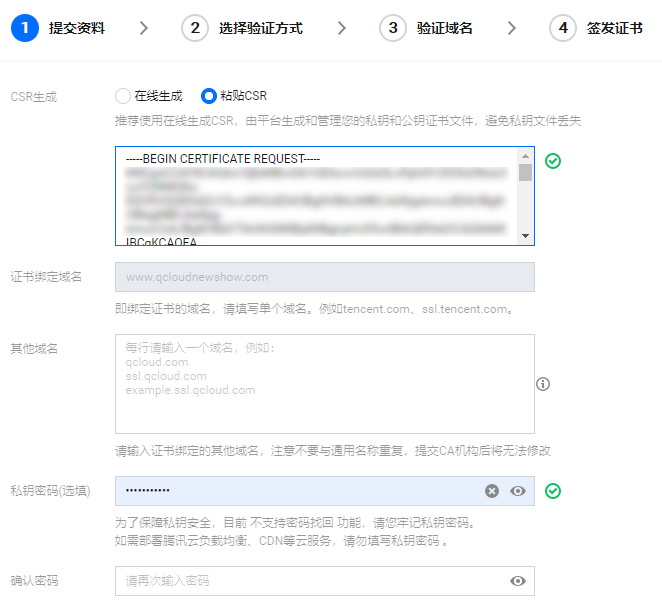 1 提交资料 2 选择验证方式 3 验证域名 4 签发证书
CSR生成 在线生成 粘贴CSR
推荐使用在线生成CSR，由平台生成和管理您的私钥和公钥证书文件，避免私钥文件丢失
-----BEGIN CERTIFICATE REQUEST-----
IBCgKCAQEA
证书绑定域名 www.qcloudnewshow.com
即绑定证书的域名，请填写单个域名。例如tencent.com、ssl.tencent.com。
其他域名 每行请输入一个域名，例如：
qcloud.com
ssl.qcloud.com
example.ssl.qcloud.com
请输入证书绑定的其他域名，注意不要与通用名称重复，提交CA机构后将无法修改
私钥密码(选填) •••••••••••
为了保障私钥安全，目前 不支持密码找回 功能，请您牢记私钥密码。
如需部署腾讯云负载均衡、CDN等云服务，请勿填写私钥密码 。
确认密码 请再次输入密码